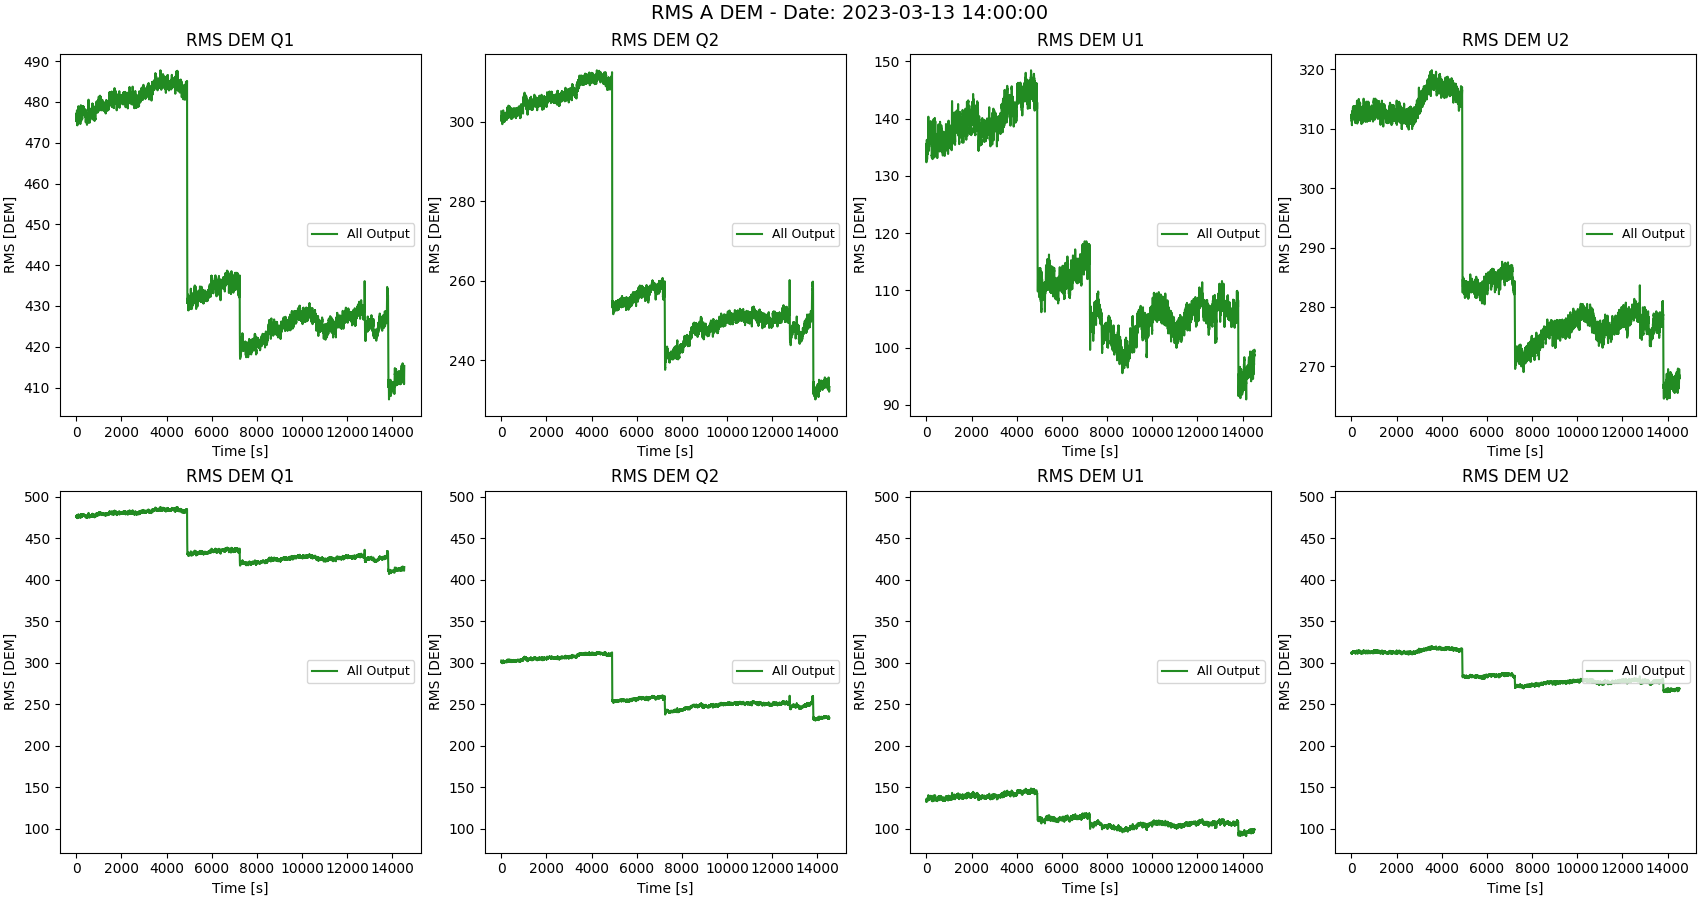 RMS A DEM - Date: 2023-03-13 14:00:00
RMS DEM Q1
RMS [DEM]
490
480
470
460
450
440
430
420
410
All Output
0 2000 4000 6000 8000 10000 12000 14000
Time [s]
RMS DEM Q2
RMS [DEM]
300
280
260
240
All Output
0 2000 4000 6000 8000 10000 12000 14000
Time [s]
RMS DEM U1
RMS [DEM]
150
140
130
120
110
100
90
All Output
0 2000 4000 6000 8000 10000 12000 14000
Time [s]
RMS DEM U2
RMS [DEM]
320
310
300
290
280
270
All Output
0 2000 4000 6000 8000 10000 12000 14000
Time [s]
RMS DEM Q1
RMS [DEM]
500
450
400
350
300
250
200
150
100
All Output
0 2000 4000 6000 8000 10000 12000 14000
Time [s]
RMS DEM Q2
RMS [DEM]
500
450
400
350
300
250
200
150
100
All Output
0 2000 4000 6000 8000 10000 12000 14000
Time [s]
RMS DEM U1
RMS [DEM]
500
450
400
350
300
250
200
150
100
All Output
0 2000 4000 6000 8000 10000 12000 14000
Time [s]
RMS DEM U2
RMS [DEM]
500
450
400
350
300
250
200
150
100
All Output
0 2000 4000 6000 8000 10000 12000 14000
Time [s]